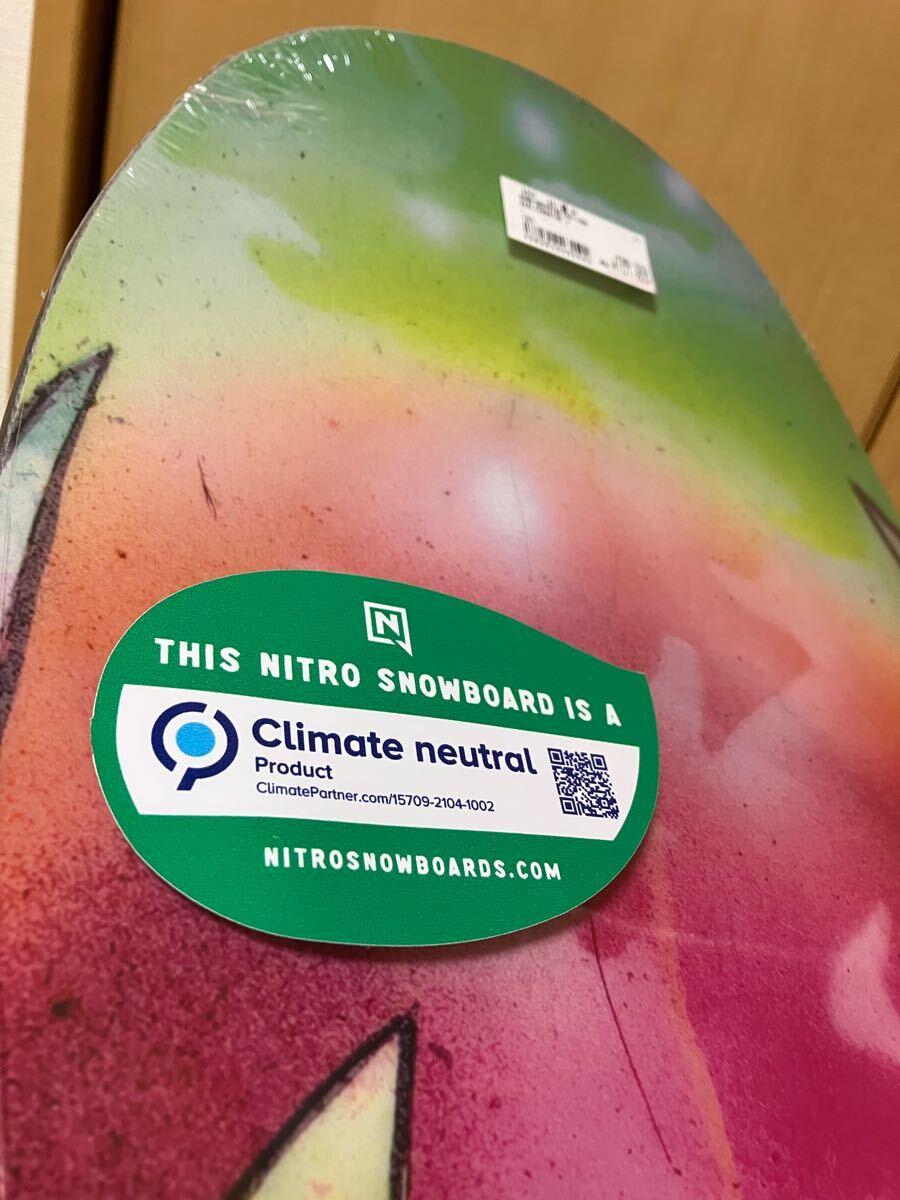 N
THIS NITRO SNOWBOARD IS A
Climate neutral
Product
ClimatePartner.com/15709-2104-1002
NITROSNOWBOARDS.COM